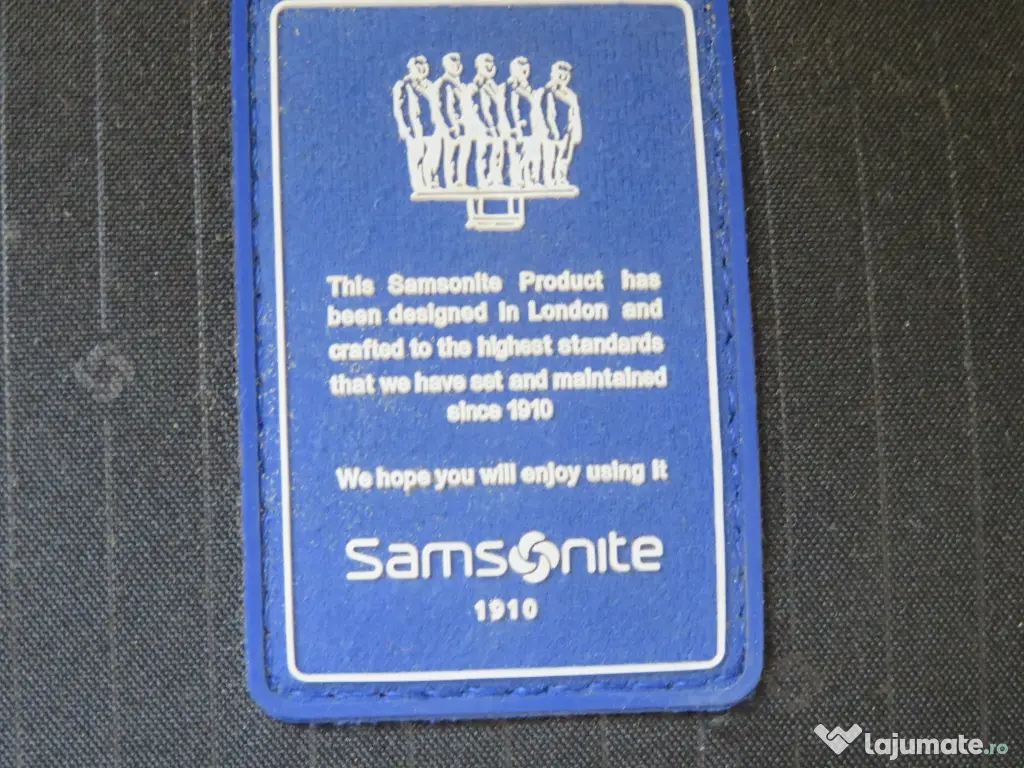 This Samsonite Product has
been designed in London and
crafted to the highest standards
that we have set and maintained
since 1910
We hope you will enjoy using it
Samsonite
1910
lajumate.ro